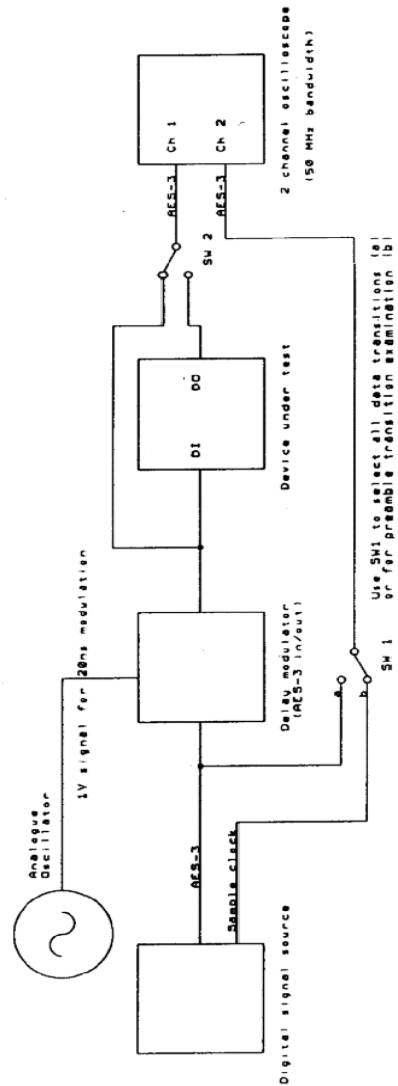 Analogue
Oscillator
1V signal for 20ns modulation
AES-3
Sample clock
Digital signal source
Delay modulator
(AES-3 in/out)
DI
DO
Device under test
SW 2
AES-3
AES-3
Ch 1
Ch 2
2 channel oscilloscope
(50 MHz bandwidth)
a
b
SW 1
Use SW1 to select all data transitions (a)
or for preamble transition examination (b)